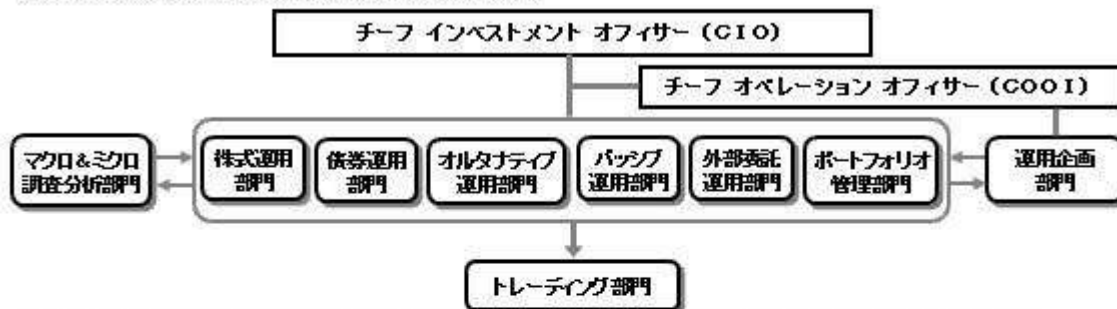 チーフ インベストメント オフィサー (CIO)
チーフ オペレーション オフィサー (COOI)
マクロ&ミクロ
調査分析部門
株式運用
部門
債券運用
部門
オルタナティブ
運用部門
パッシブ
運用部門
外部委託
運用部門
ポートフォリオ
管理部門
運用企画
部門
トレーディング部門